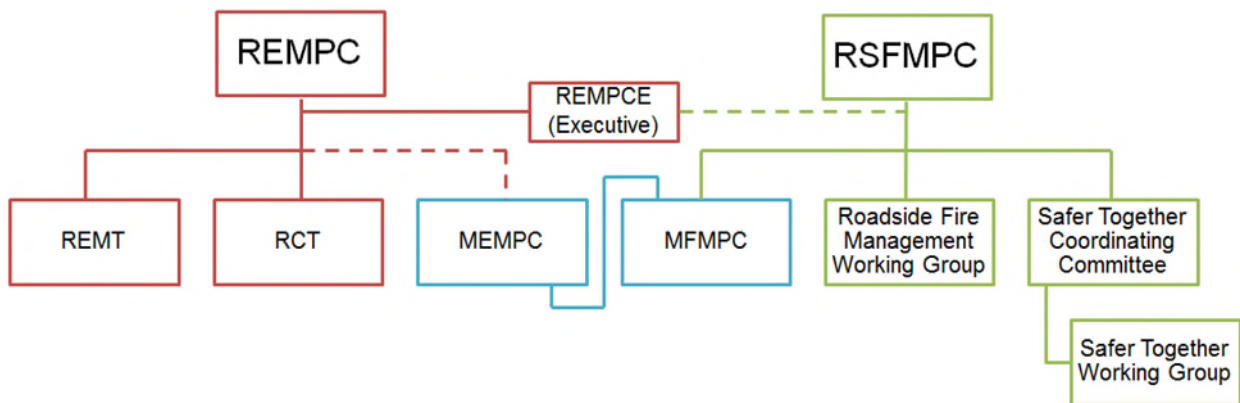 REMPC
RSFMPC
REMPCE
(Executive)
REMT
RCT
MEMPC
MFMPC
Roadside Fire
Management
Working Group
Safer Together
Coordinating
Committee
Safer Together
Working Group